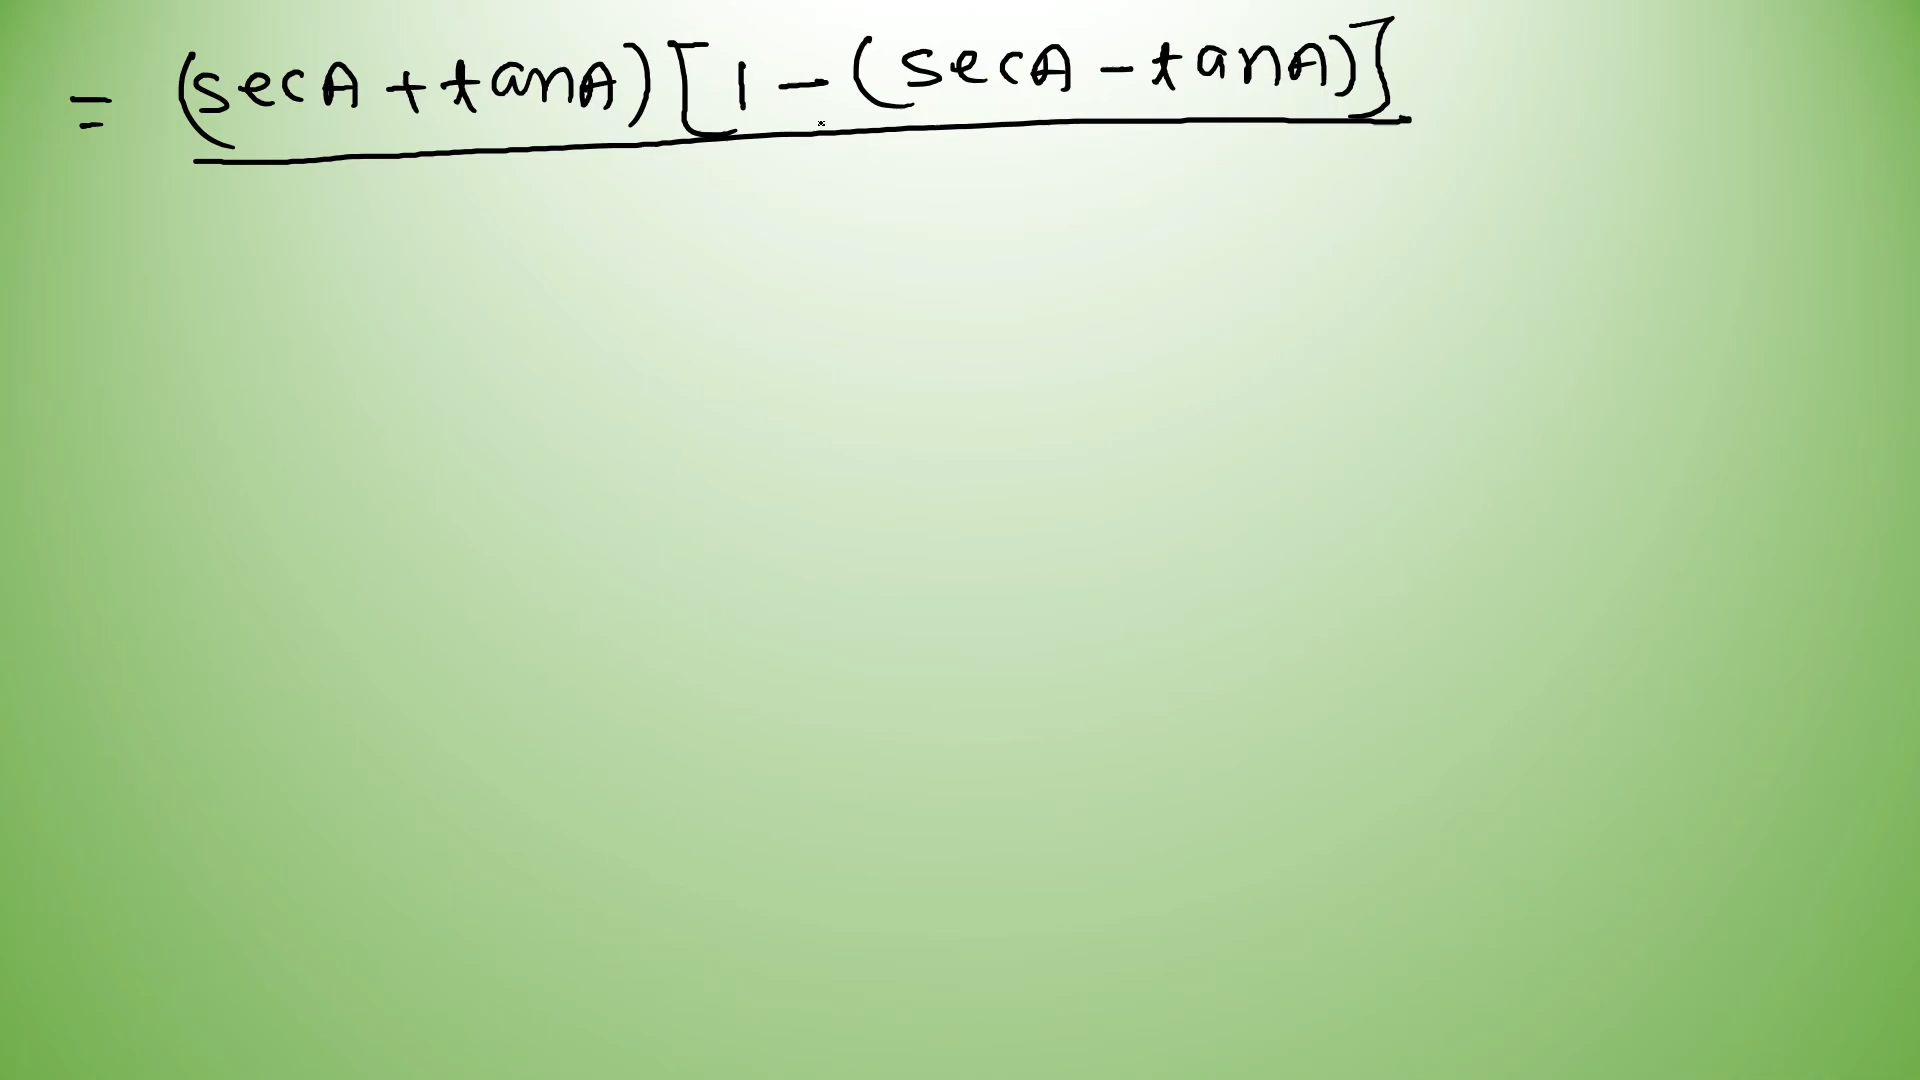 = (secA + tanA) [1 - (secA - tanA)]